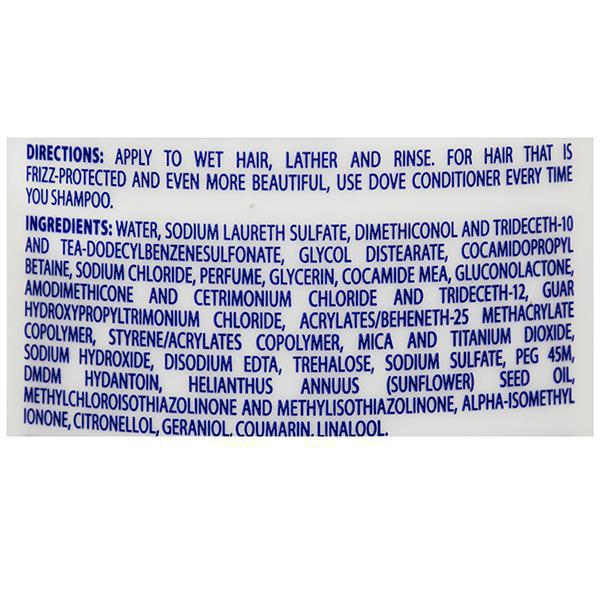 DIRECTIONS: APPLY TO WET HAIR, LATHER AND RINSE. FOR HAIR THAT IS
FRIZZ-PROTECTED AND EVEN MORE BEAUTIFUL, USE DOVE CONDITIONER EVERY TIME
YOU SHAMPOO.
INGREDIENTS: WATER, SODIUM LAURETH SULFATE, DIMETHICONOL AND TRIDECETH-10
AND TEA-DODECYLBENZENESULFONATE, GLYCOL DISTEARATE, COCAMIDOPROPYL
BETAINE, SODIUM CHLORIDE, PERFUME, GLYCERIN, COCAMIDE MEA, GLUCONOLACTONE,
AMODIMETHICONE AND CETRIMONIUM CHLORIDE AND TRIDECETH-12, GUAR
HYDROXYPROPYLTRIMONIUM CHLORIDE, ACRYLATES/BEHENETH-25 METHACRYLATE
COPOLYMER, STYRENE/ACRYLATES COPOLYMER, MICA AND TITANIUM DIOXIDE,
SODIUM HYDROXIDE, DISODIUM EDTA, TREHALOSE, SODIUM SULFATE, PEG 45M,
DMDM HYDANTOIN, HELIANTHUS ANNUUS (SUNFLOWER) SEED OIL,
METHYLCHLOROISOTHIAZOLINONE AND METHYLISOTHIAZOLINONE, ALPHA-ISOMETHYL
IONONE, CITRONELLOL, GERANIOL, COUMARIN, LINALOOL.